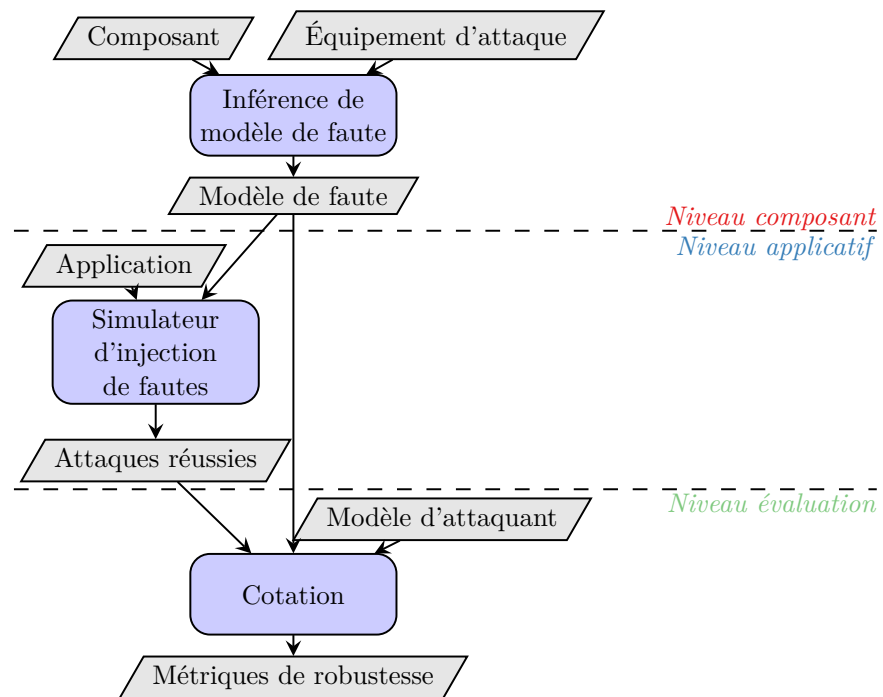 Composant
Équipement d'attaque
Inférence de
modèle de faute
Modèle de faute
Niveau composant
Niveau applicatif
Application
Simulateur
d'injection
de fautes
Attaques réussies
Niveau évaluation
Modèle d'attaquant
Cotation
Métriques de robustesse